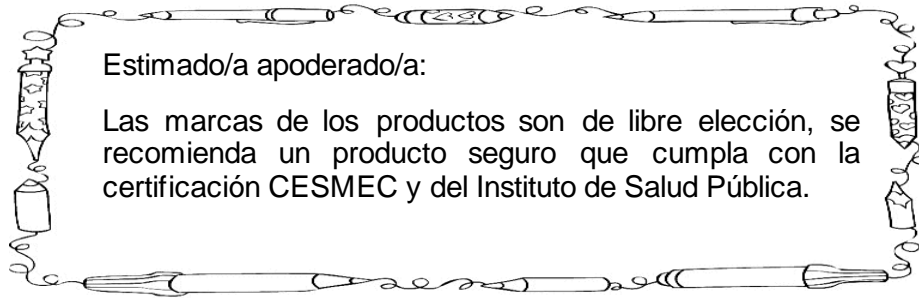 Estimado/a apoderado/a:
Las marcas de los productos son de libre elección, se
recomienda un producto seguro que cumpla con la
certificación CESMEC y del Instituto de Salud Pública.